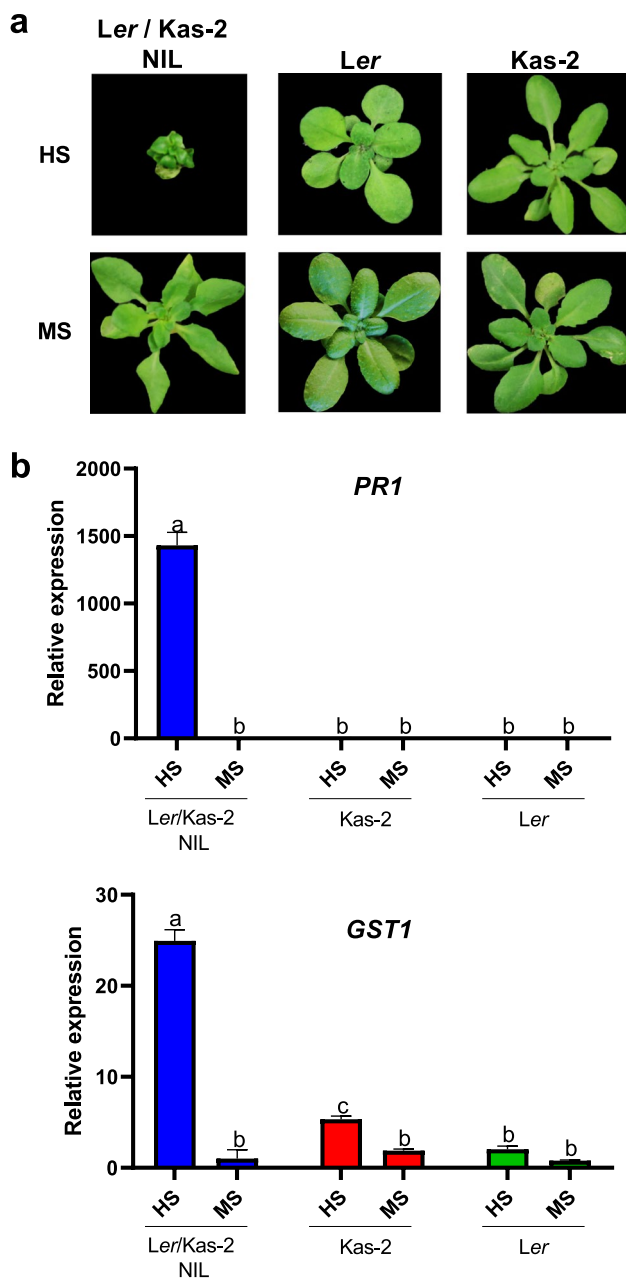 a
Ler / Kas-2
NIL
Ler
Kas-2
HS
MS
b
PR1
Relative expression
2000
1500
1000
500
0
a
b
b
b
b
b
HS
MS
HS
MS
HS
MS
Ler/Kas-2
NIL
Kas-2
Ler
GST1
Relative expression
30
20
10
0
a
b
c
b
b
b
HS
MS
HS
MS
HS
MS
Ler/Kas-2
NIL
Kas-2
Ler